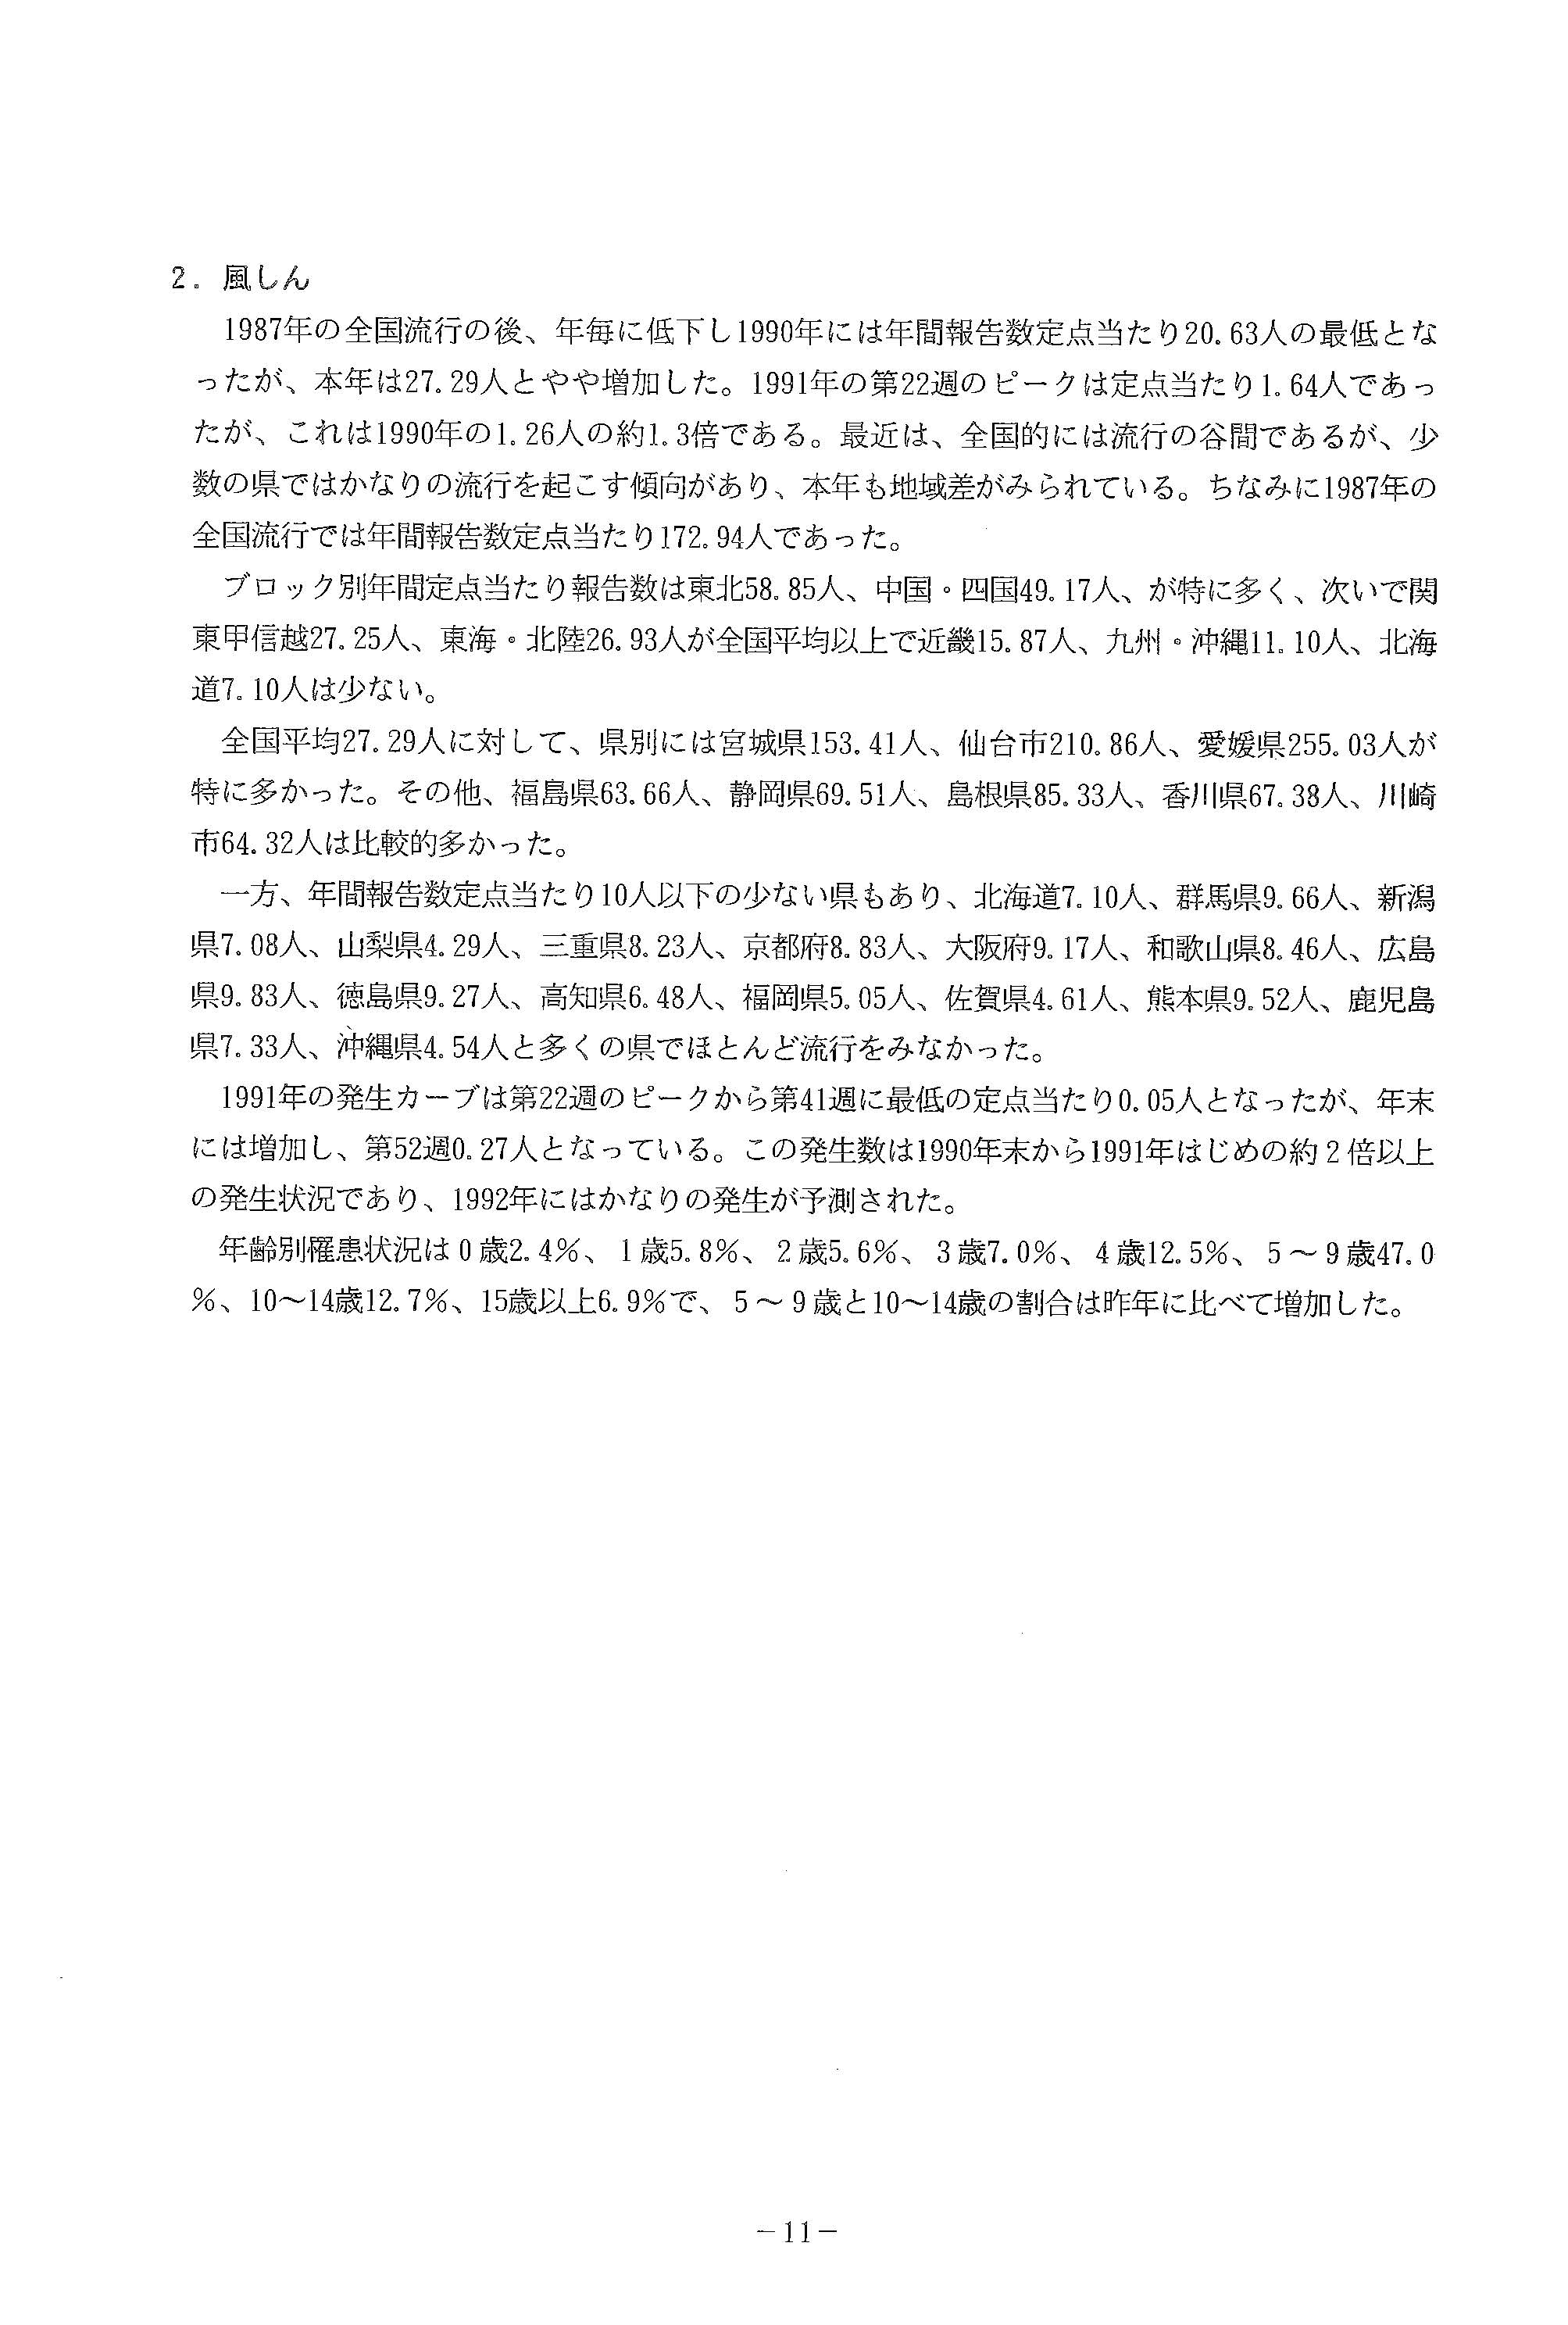 2．風しん
1987年の全国流行の後、年毎に低下し1990年には年間報告数定点当たり20.63人の最低とな
ったが、本年は27.29人とやや増加した。1991年の第22週のピークは定点当たり1.64人であっ
たが、これは1990年の1.26人の約1.3倍である。最近は、全国的には流行の谷間であるが、少
数の県ではかなりの流行を起こす傾向があり、本年も地域差がみられている。ちなみに1987年の
全国流行では年間報告数定点当たり172.94人であった。
ブロック別年間定点当たり報告数は東北58.85人、中国・四国49.17人、が特に多く、次いで関
東甲信越27.25人、東海・北陸26.93人が全国平均以上で近畿15.87人、九州・沖縄11.10人、北海
道7.10人は少ない。
全国平均27.29人に対して、県別には宮城県153.41人、仙台市210.86人、愛媛県255.03人が
特に多かった。その他、福島県63.66人、静岡県69.51人、島根県85.33人、香川県67.38人、川崎
市64.32人は比較的多かった。
一方、年間報告数定点当たり10人以下の少ない県もあり、北海道7.10人、群馬県9.66人、新潟
県7.08人、山梨県4.29人、三重県8.23人、京都府8.83人、大阪府9.17人、和歌山県8.46人、広島
県9.83人、徳島県9.27人、高知県6.48人、福岡県5.05人、佐賀県4.61人、熊本県9.52人、鹿児島
県7.33人、沖縄県4.54人と多くの県でほとんど流行をみなかった。
1991年の発生カーブは第22週のピークから第41週に最低の定点当たり0.05人となったが、年末
には増加し、第52週0.27人となっている。この発生数は1990年末から1991年はじめの約2倍以上
の発生状況であり、1992年にはかなりの発生が予測された。
年齢別罹患状況は0歳2.4％、1歳5.8％、2歳5.6％、3歳7.0％、4歳12.5％、5～9歳47.0
％、10～14歳12.7％、15歳以上6.9％で、5～9歳と10～14歳の割合は昨年に比べて増加した。
－11－